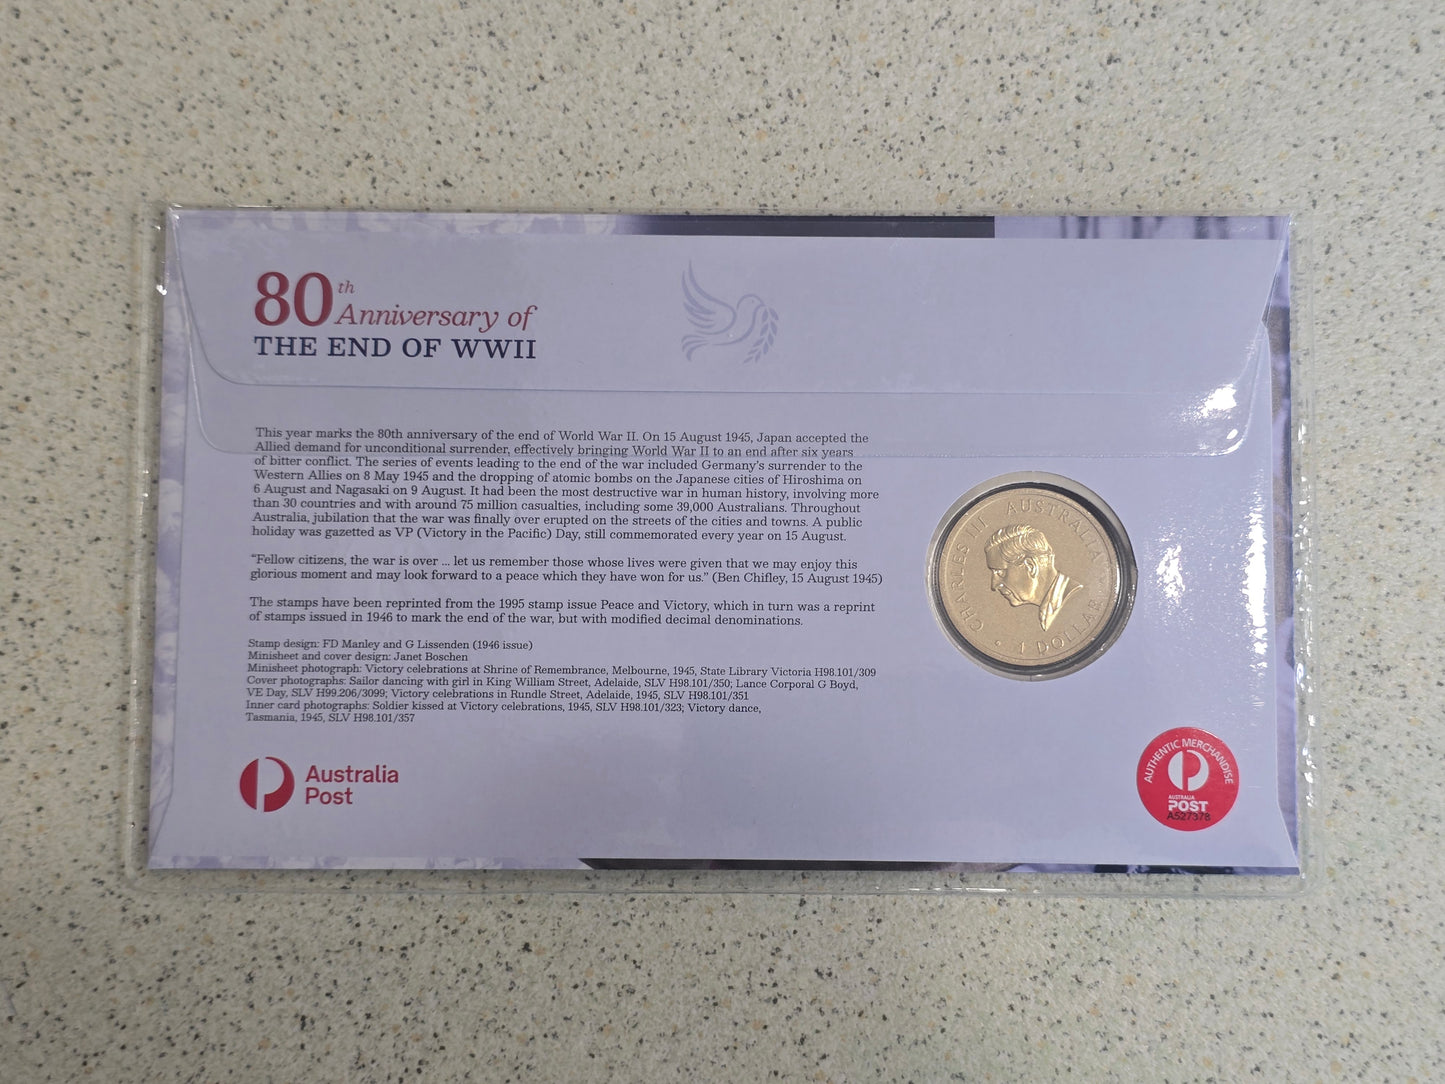 80th
Anniversary of
THE END OF WWII
This year marks the 80th anniversary of the end of World War II. On 15 August 1945, Japan accepted the
Allied demand for unconditional surrender, effectively bringing World War II to an end after six years
of bitter conflict. The series of events leading to the end of the war included Germany's surrender to the
Western Allies on 8 May 1945 and the dropping of atomic bombs on the Japanese cities of Hiroshima on
6 August and Nagasaki on 9 August. It had been the most destructive war in human history, involving more
than 30 countries and with around 75 million casualties, including some 39,000 Australians. Throughout
Australia, jubilation that the war was finally over erupted on the streets of the cities and towns. A public
holiday was gazetted as VP (Victory in the Pacific) Day, still commemorated every year on 15 August.
"Fellow citizens, the war is over ... let us remember those whose lives were given that we may enjoy this
glorious moment and may look forward to a peace which they have won for us." (Ben Chifley, 15 August 1945)
The stamps have been reprinted from the 1995 stamp issue Peace and Victory, which in turn was a reprint
of stamps issued in 1946 to mark the end of the war, but with modified decimal denominations.
Stamp design: FD Manley and G Lissenden (1946 issue)
Minisheet and cover design: Janet Boschen
Minisheet photograph: Victory celebrations at Shrine of Remembrance, Melbourne, 1945, State Library Victoria H98.101/309
Cover photographs: Sailor dancing with girl in King William Street, Adelaide, SLV H98.101/350; Lance Corporal G Boyd,
VE Day, SLV H99.206/3099; Victory celebrations in Rundle Street, Adelaide, 1945, SLV H98.101/351
Inner card photographs: Soldier kissed at Victory celebrations, 1945, SLV H98.101/323; Victory dance,
Tasmania, 1945, SLV H98.101/357
Australia
Post
CHARLES III AUSTRALIA
1 DOLLAR
AUTHENTIC MERCHANDISE
AUSTRALIA
POST
A527378